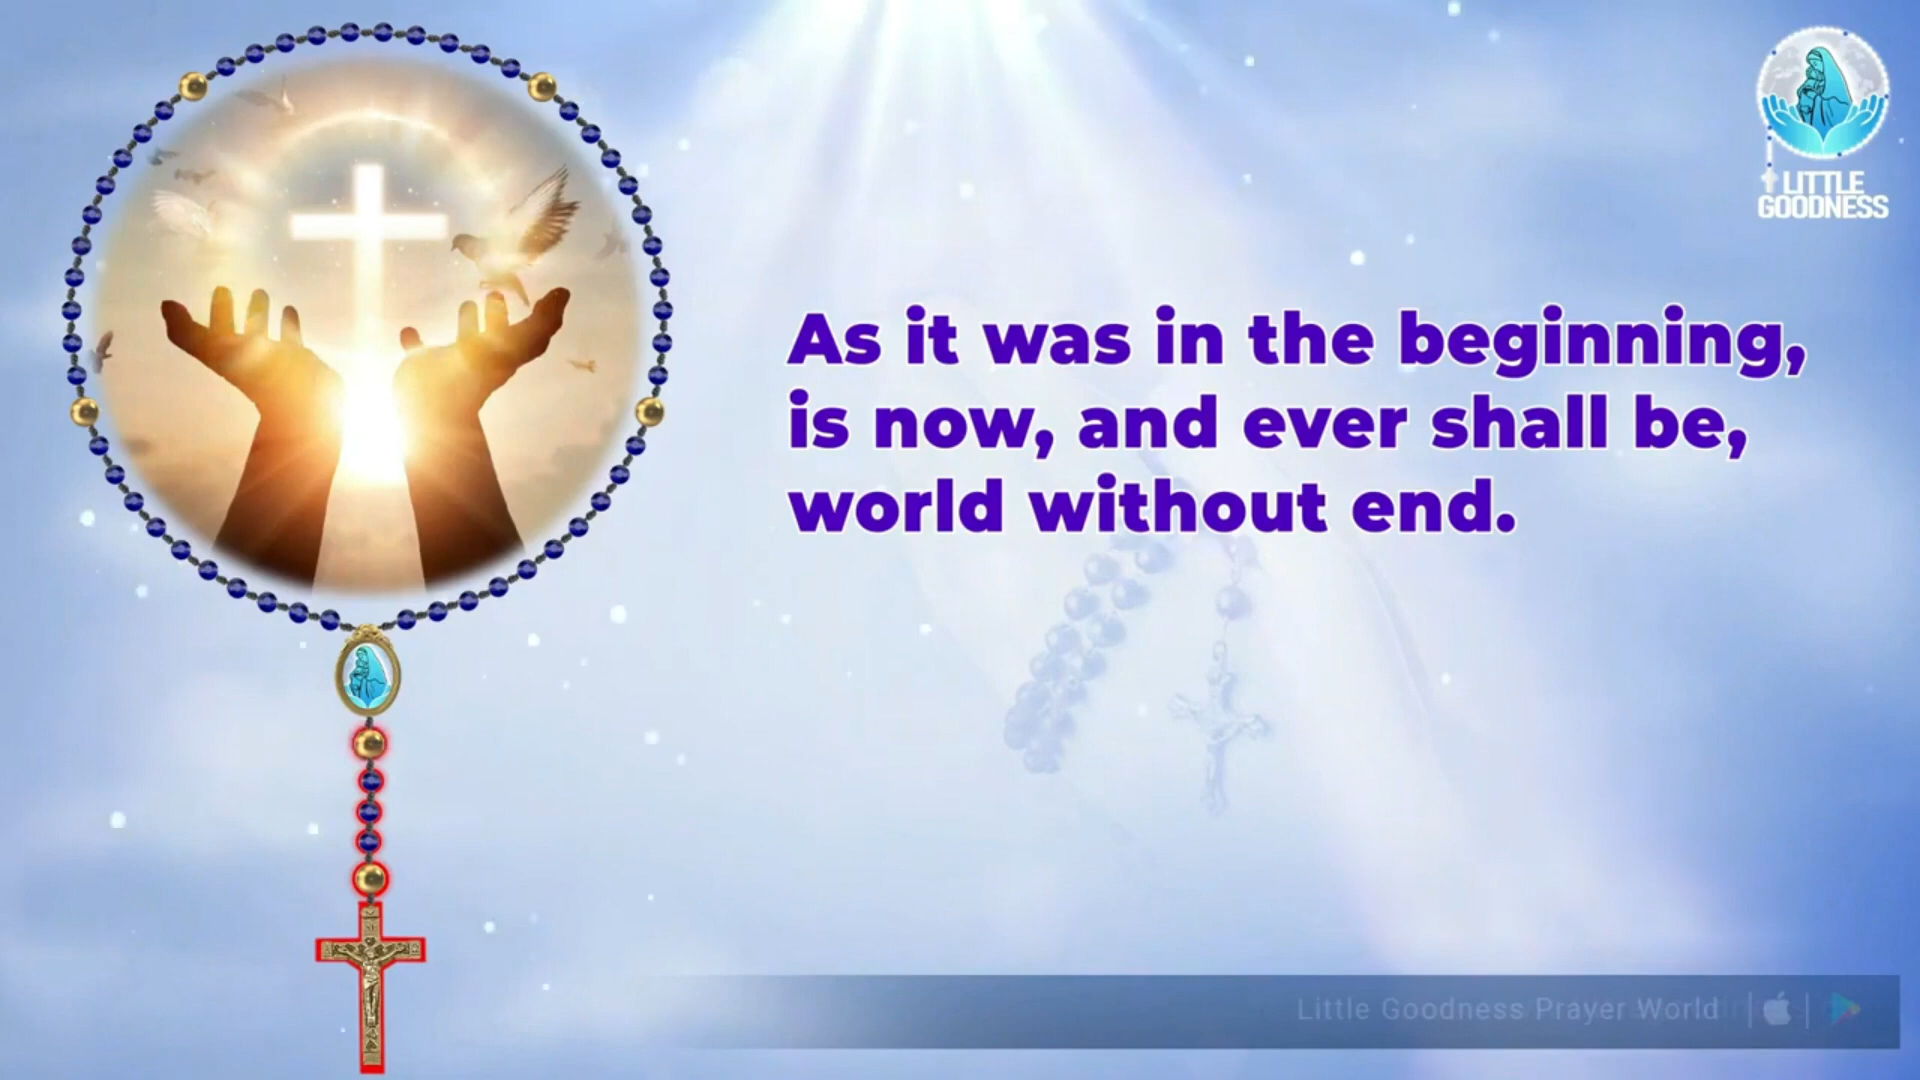 LITTLE
GOODNESS
As it was in the beginning,
is now, and ever shall be,
world without end.
Little Goodness Prayer World